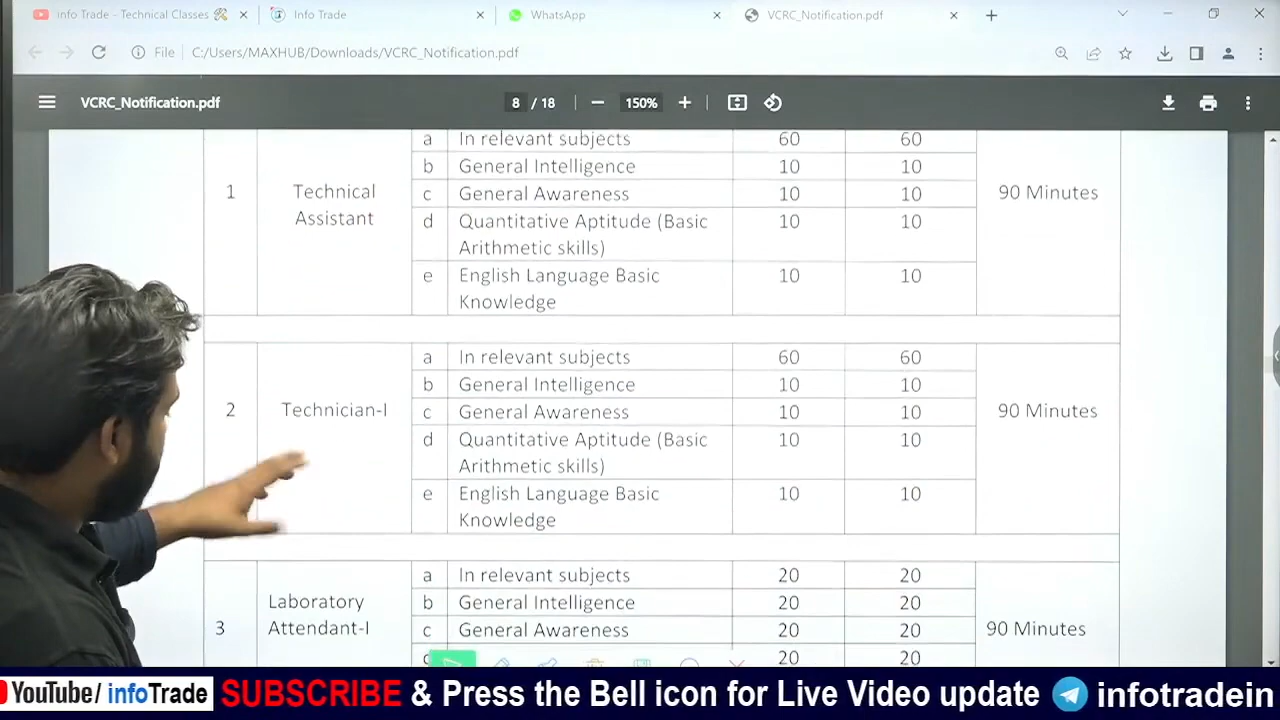 info Trade - Technical Classes
Info Trade
WhatsApp
VCRC_Notification.pdf
File
C:/Users/MAXHUB/Downloads/VCRC_Notification.pdf
VCRC_Notification.pdf
8 / 18
150%
1
Technical
Assistant
a In relevant subjects 60 60
b General Intelligence 10 10
c General Awareness 10 10
d Quantitative Aptitude (Basic 10 10
Arithmetic skills)
e English Language Basic 10 10
Knowledge
90 Minutes
2
Technician-I
a In relevant subjects 60 60
b General Intelligence 10 10
c General Awareness 10 10
d Quantitative Aptitude (Basic 10 10
Arithmetic skills)
e English Language Basic 10 10
Knowledge
90 Minutes
3
Laboratory
Attendant-I
a In relevant subjects 20 20
b General Intelligence 20 20
c General Awareness 20 20
20 20
90 Minutes
YouTube/ infoTrade SUBSCRIBE & Press the Bell icon for Live Video update infotradein